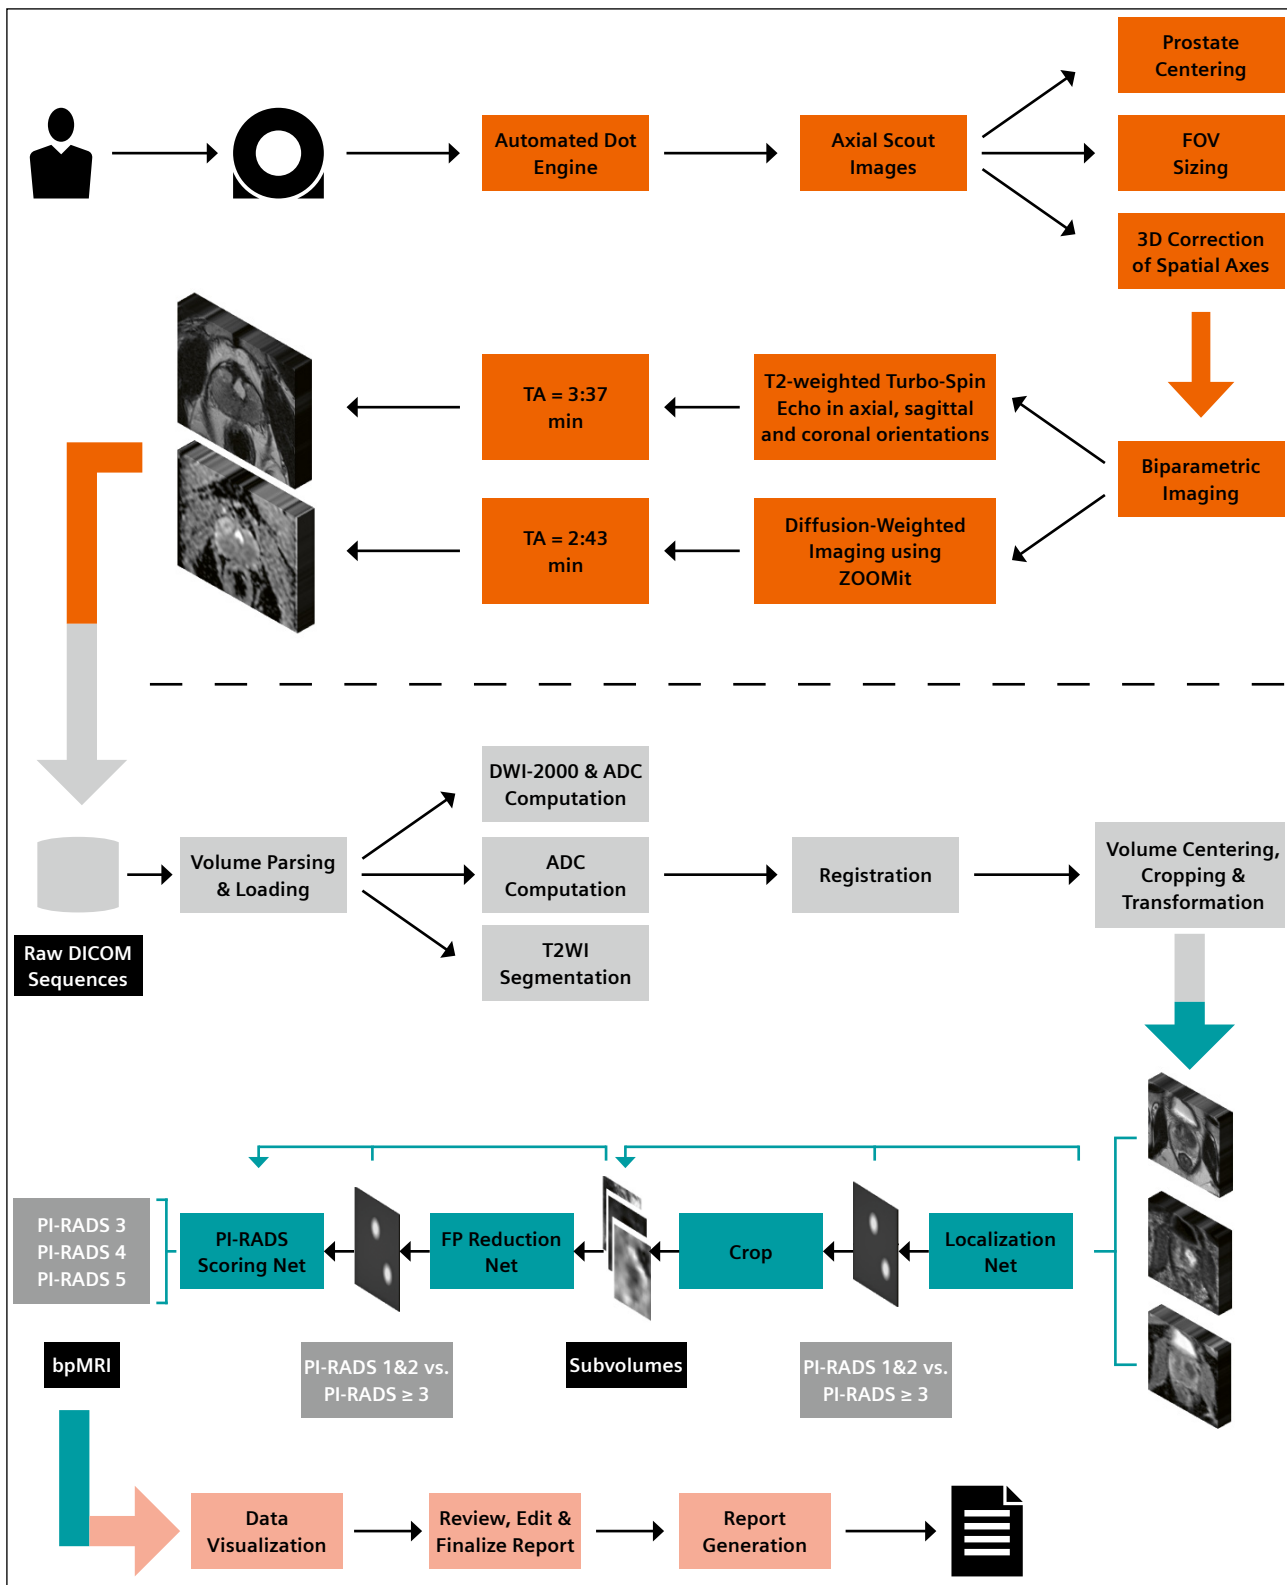 Prostate
Centering
Automated Dot
Engine
Axial Scout
Images
FOV
Sizing
3D Correction
of Spatial Axes
TA = 3:37
min
T2-weighted Turbo-Spin
Echo in axial, sagittal
and coronal orientations
Biparametric
Imaging
TA = 2:43
min
Diffusion-Weighted
Imaging using
ZOOMit
DWI-2000 & ADC
Computation
Volume Parsing
& Loading
ADC
Computation
Registration
Volume Centering,
Cropping &
Transformation
Raw DICOM
Sequences
T2WI
Segmentation
PI-RADS 3
PI-RADS 4
PI-RADS 5
PI-RADS
Scoring Net
FP Reduction
Net
Crop
Localization
Net
bpMRI
PI-RADS 1&2 vs.
PI-RADS ≥ 3
Subvolumes
PI-RADS 1&2 vs.
PI-RADS ≥ 3
Data
Visualization
Review, Edit &
Finalize Report
Report
Generation